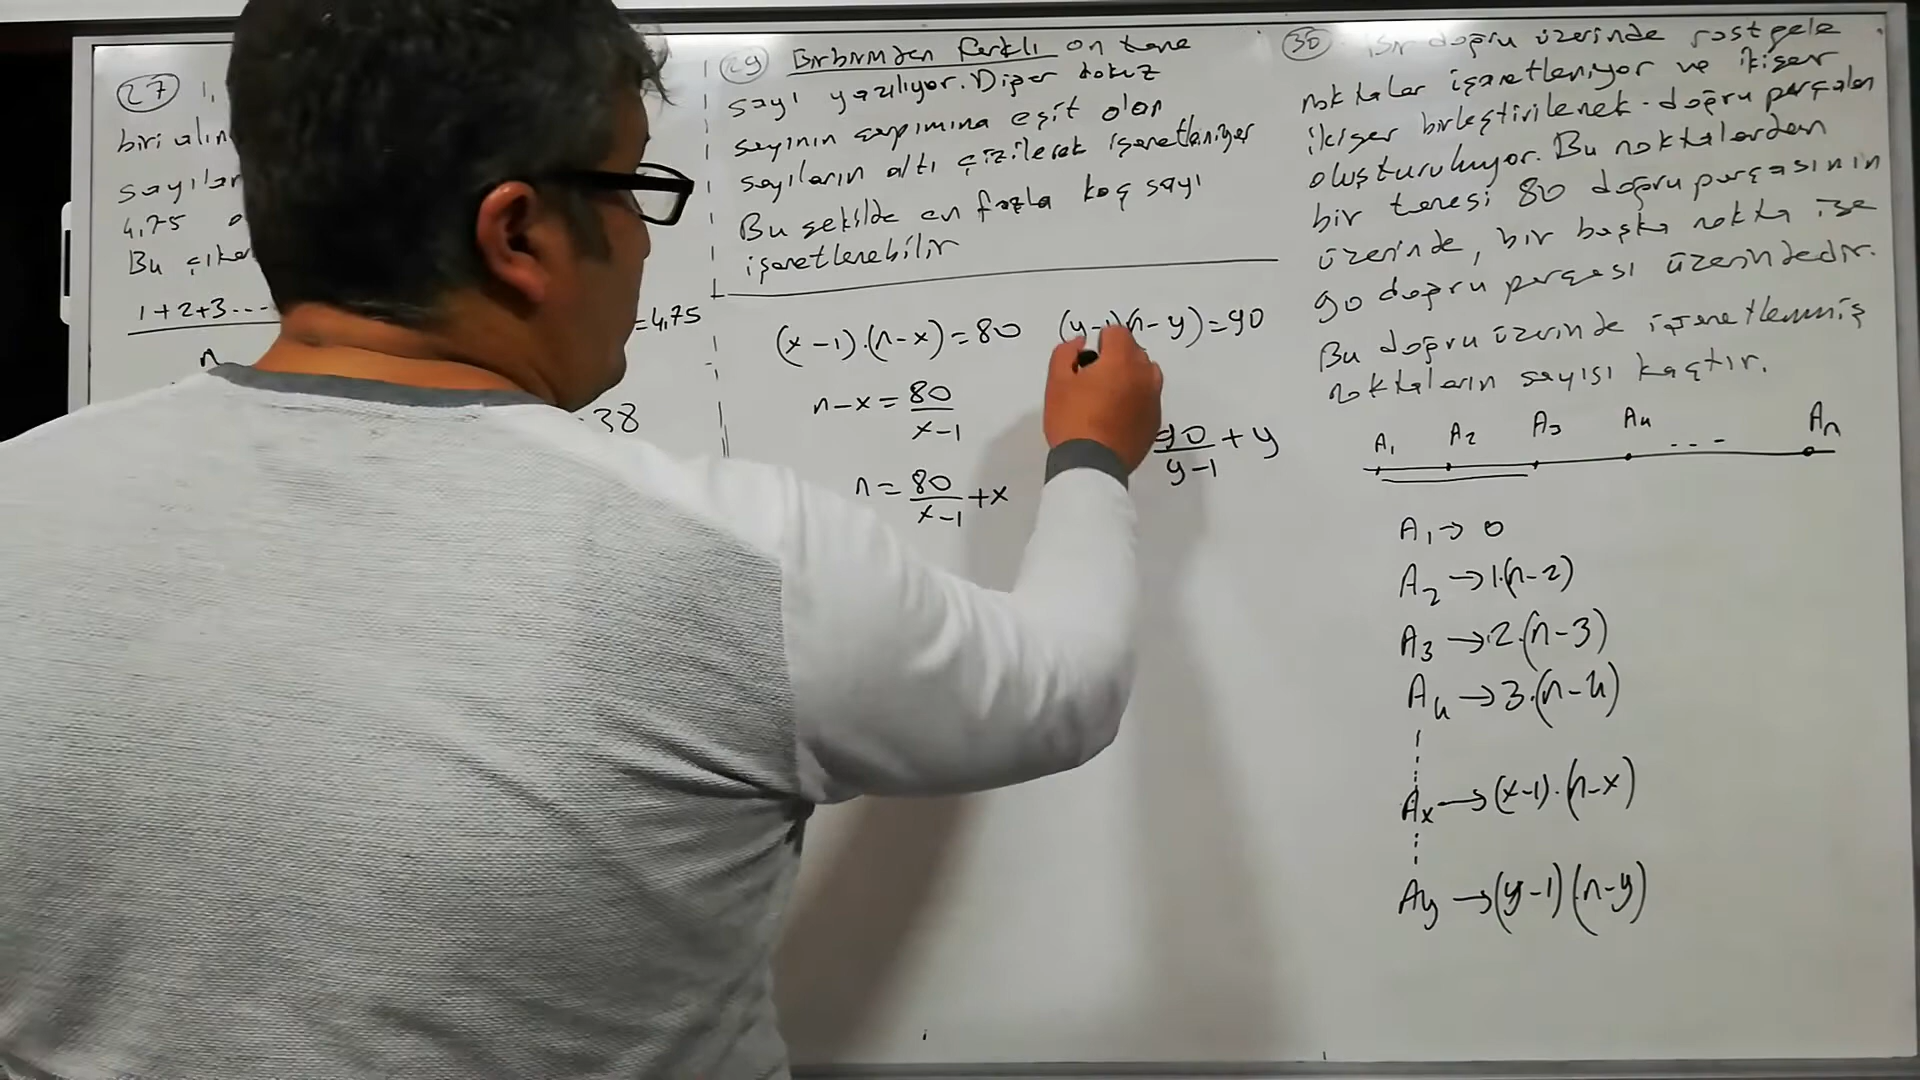 27 1,
biri alın
sayılar
4,75
Bu çıkar
1+2+3...
n
=4,75
38
29 Birbirinden farklı on tane
sayı yazılıyor. Diğer dokuz
sayının çarpımına eşit olan
sayıların altı çizilerek işaretleniyor
Bu şekilde en fazla kaç sayı
işaretlenebilir
(x-1).(n-x)=80
n-x=80/(x-1)
n=80/(x-1)+x
(y-1)(n-y)=90
90/(y-1)+y
30 Bir doğru üzerinde rastgele
noktalar işaretleniyor ve ikişer
ikişer birleştirilerek doğru parçaları
oluşturuluyor. Bu noktalardan
bir tanesi 80 doğru parçasının
üzerinde, bir başka nokta ise
90 doğru parçası üzerindedir.
Bu doğru üzerinde işaretlenmiş
noktaların sayısı kaçtır.
A1 A2 A3 A4 ... An
A1→0
A2→1.(n-2)
A3→2.(n-3)
A4→3.(n-4)
Ax→(x-1).(n-x)
Ay→(y-1)(n-y)